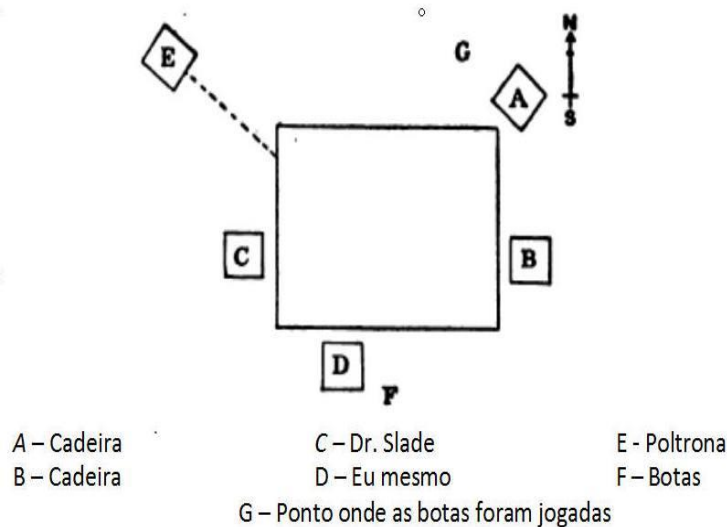 N
G
E
A
S
C
B
D
F
A – Cadeira C – Dr. Slade E - Poltrona
B – Cadeira D – Eu mesmo F – Botas
G – Ponto onde as botas foram jogadas